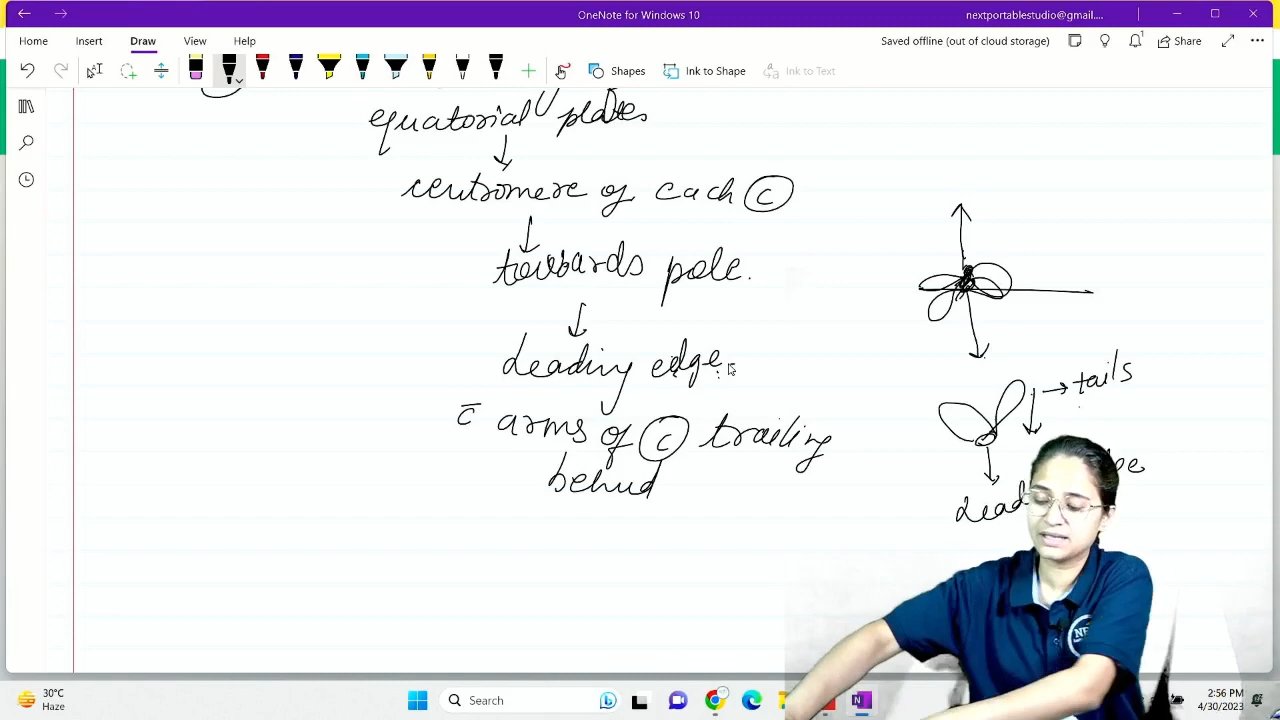 OneNote for Windows 10
nextportablestudio@gmail....
Home Insert Draw View Help
Saved offline (out of cloud storage)
Share
Shapes
Ink to Shape
Ink to Text
equatorial plates
↓
centromere of each Ⓒ
↓
towards pole.
↓
leading edge
c̄ arms of Ⓒ trailing
behind
→ tails
Lead
NE
30°C
Haze
Search
2:56 PM
4/30/2023